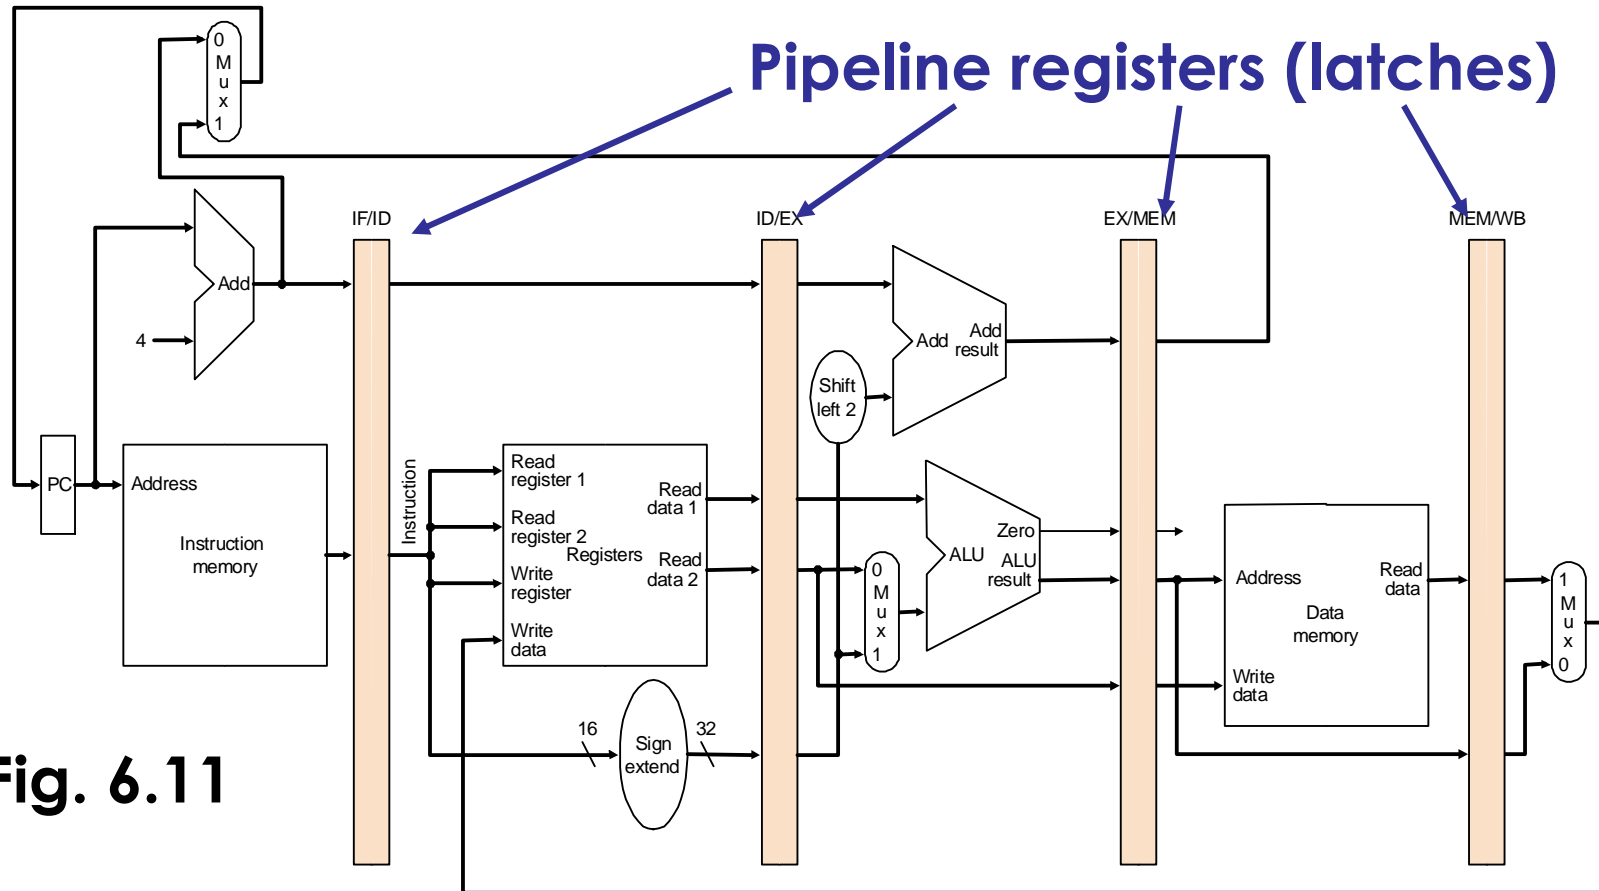 Pipeline registers (latches)
0
M
u
x
1
IF/ID
ID/EX
EX/MEM
MEM/WB
Add
4
Add
Add
result
Shift
left 2
PC
Address
Instruction
memory
Instruction
Read
register 1
Read
register 2
Write
register
Write
data
Registers
Read
data 1
Read
data 2
0
M
u
x
1
Zero
ALU
ALU
result
Address
Read
data
Data
memory
Write
data
1
M
u
x
0
16
Sign
extend
32
Fig. 6.11